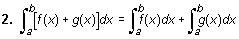 2. ∫_a^b [f(x) + g(x)]dx = ∫_a^b f(x)dx + ∫_a^b g(x)dx